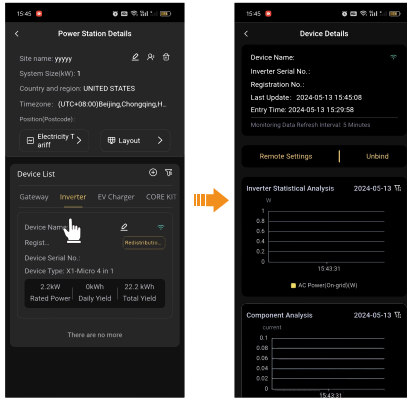 15:45
Power Station Details
Site name: yyyyy
System Size(kW): 1
Country and region: UNITED STATES
Timezone: (UTC+08:00)Beijing,Chongqing,H..
Position(Postcode):
Electricity T
ariff
Layout
Device List
Gateway Inverter EV Charger CORE KIT
Device Name:
Regist... Redistributio...
Device Serial No.:
Device Type: X1-Micro 4 in 1
2.2kW 0kWh 22.2 kWh
Rated Power Daily Yield Total Yield
There are no more
15:45
Device Details
Device Name:
Inverter Serial No.:
Registration No.:
Last Update: 2024-05-13 15:45:08
Entry Time: 2024-05-13 15:29:58
Monitoring Data Refresh Interval: 5 Minutes
Remote Settings Unbind
Inverter Statistical Analysis 2024-05-13
W
1
0.8
0.6
0.4
0.2
0
15:43:31
AC Power(On-grid)(W)
Component Analysis 2024-05-13
current
0.1
0.08
0.06
0.04
0.02
0
15:43:31